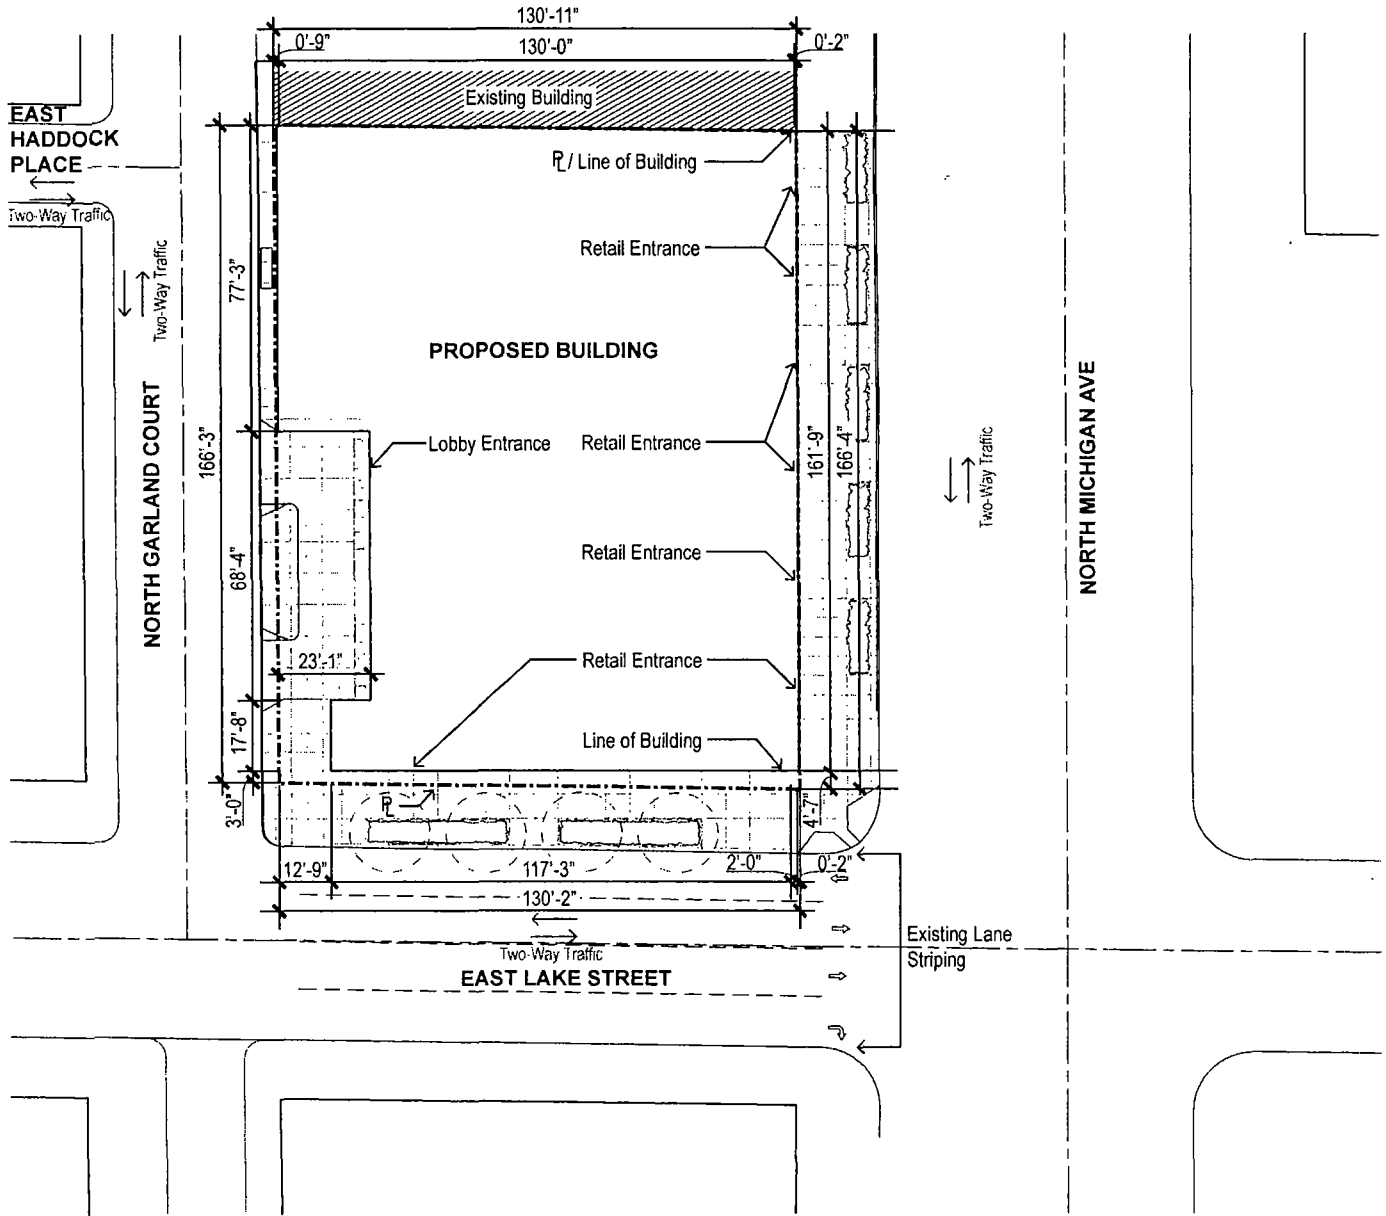 130'-11"
0'-9"
130'-0"
0'-2"
Existing Building
EAST
HADDOCK
PLACE
Two-Way Traffic
℄/ Line of Building
Retail Entrance
77'-3"
Two-Way Traffic
PROPOSED BUILDING
NORTH GARLAND COURT
166'-3"
Lobby Entrance
Retail Entrance
161'-9"
166'-4"
Two-Way Traffic
NORTH MICHIGAN AVE
68'-4"
Retail Entrance
23'-1"
Retail Entrance
17'-8"
Line of Building
3'-0"
PL
4'-7"
12'-9"
117'-3"
2'-0"
0'-2"
130'-2"
Two-Way Traffic
EAST LAKE STREET
Existing Lane
Striping